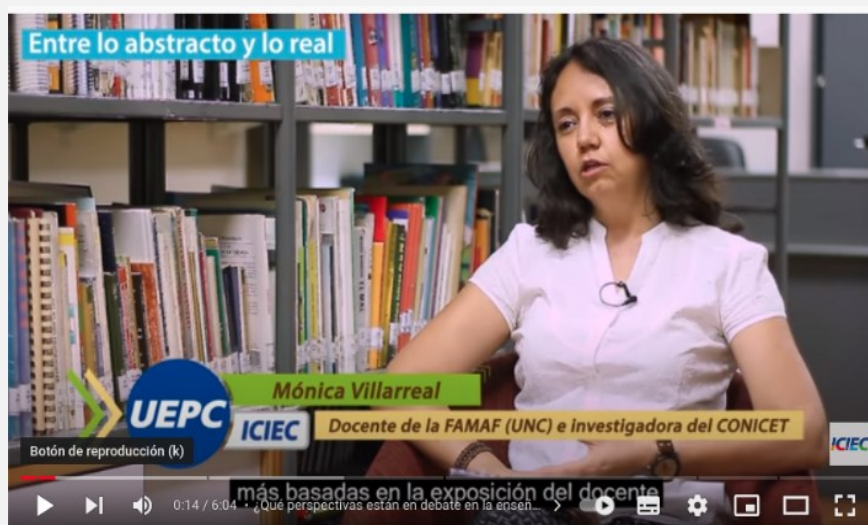 Entre lo abstracto y lo real
Mónica Villarreal
UEPC
ICIEC
Docente de la FAMAF (UNC) e investigadora del CONICET
ICIEC
Botón de reproducción (k)
más basadas en la exposición del docente
0:14 / 6:04 • ¿Qué perspectivas están en debate en la enseñ...